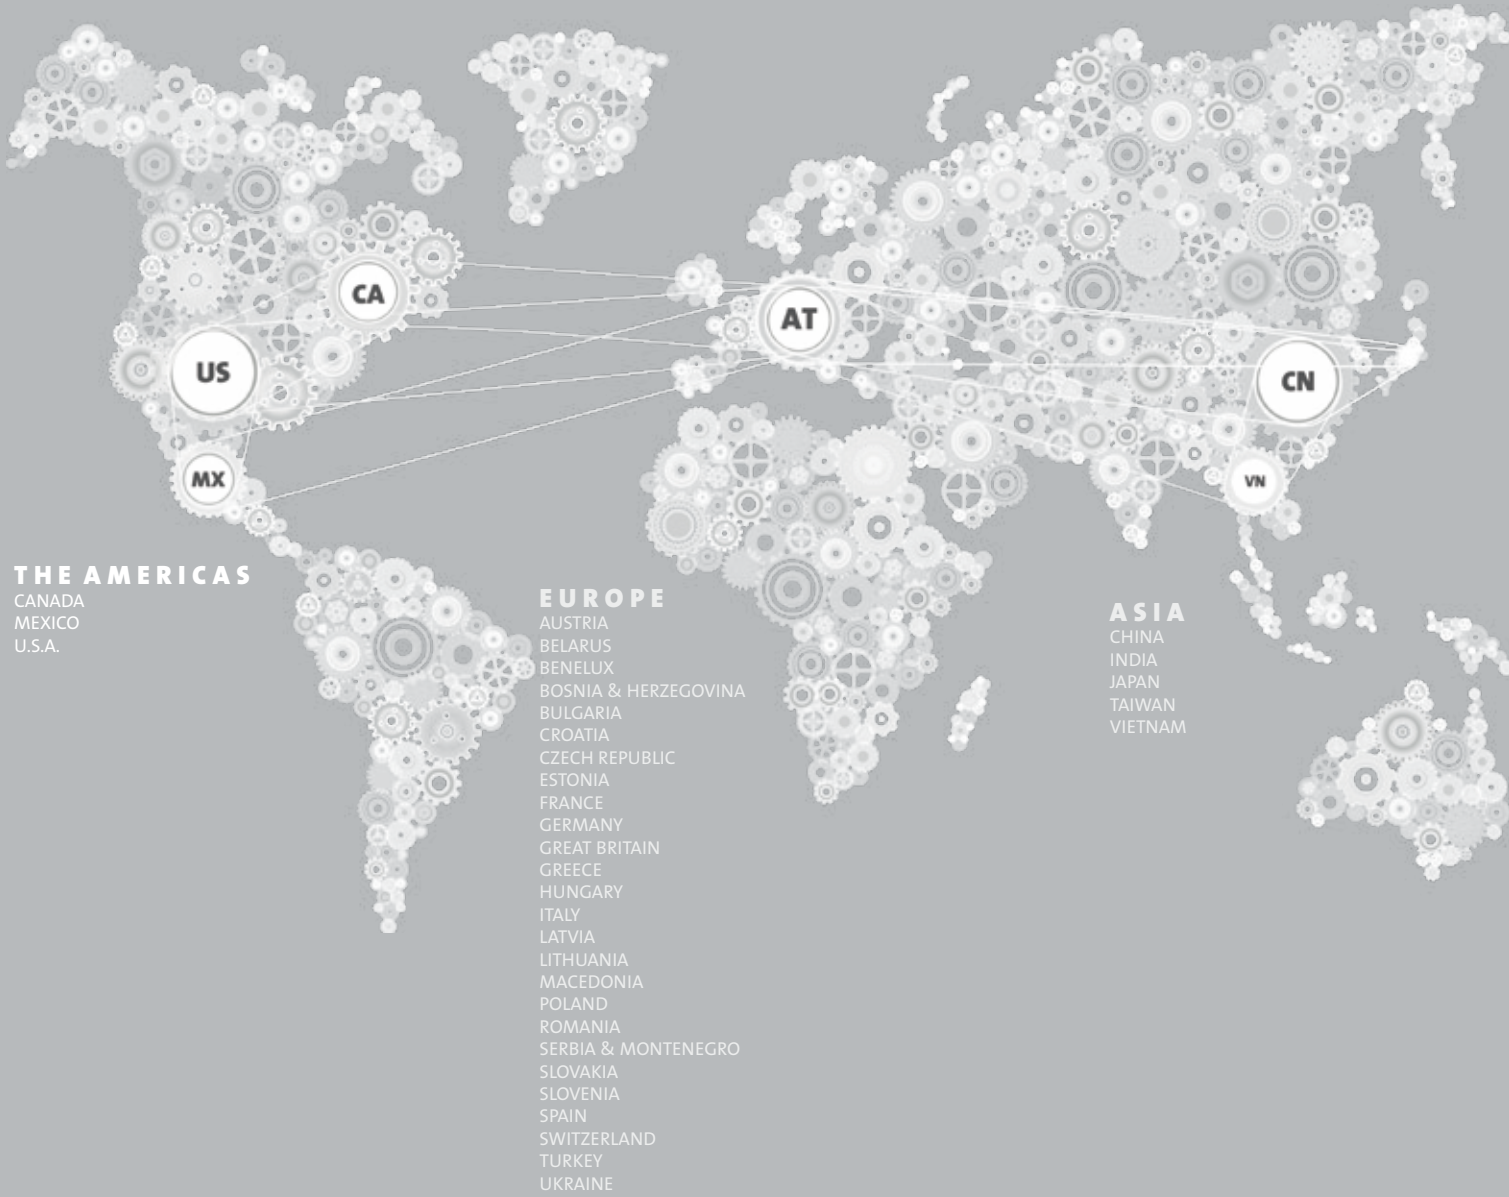 CA
AT
US
CN
MX
VN
THE AMERICAS
CANADA
MEXICO
U.S.A.
EUROPE
AUSTRIA
BELARUS
BENELUX
BOSNIA & HERZEGOVINA
BULGARIA
CROATIA
CZECH REPUBLIC
ESTONIA
FRANCE
GERMANY
GREAT BRITAIN
GREECE
HUNGARY
ITALY
LATVIA
LITHUANIA
MACEDONIA
POLAND
ROMANIA
SERBIA & MONTENEGRO
SLOVAKIA
SLOVENIA
SPAIN
SWITZERLAND
TURKEY
UKRAINE
ASIA
CHINA
INDIA
JAPAN
TAIWAN
VIETNAM